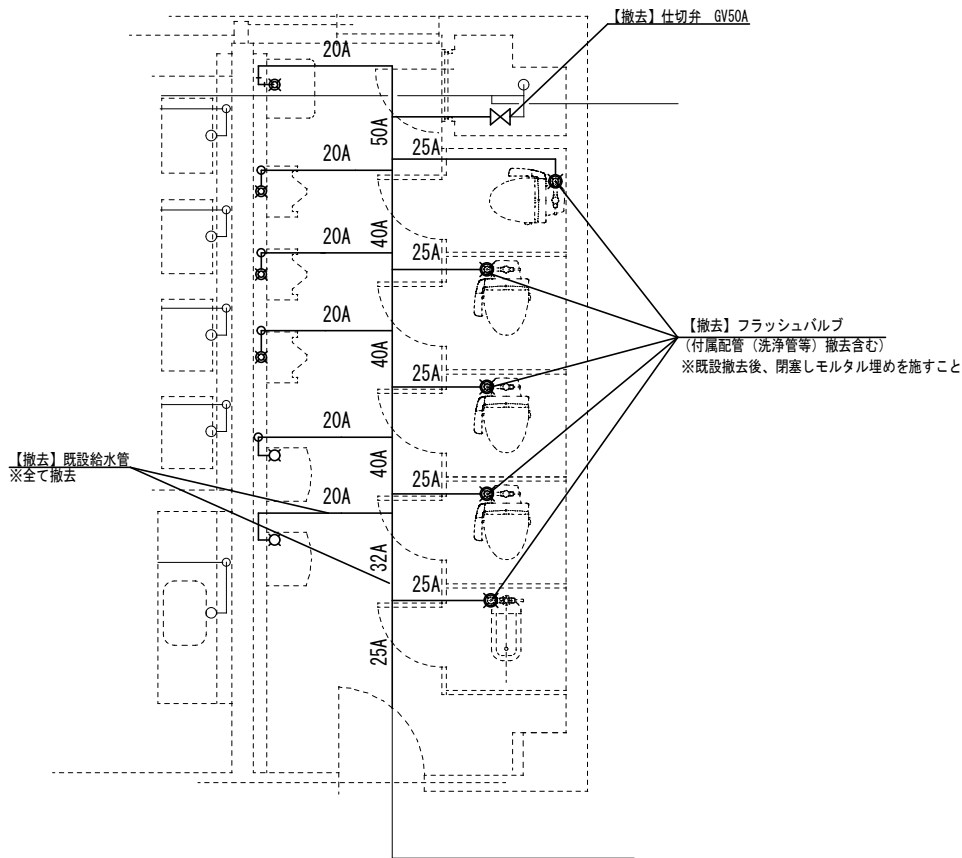 【撤去】仕切弁 GV50A
20A
50A
25A
20A
40A
20A
25A
20A
【撤去】フラッシュバルブ
(付属配管（洗浄管等）撤去含む)
※既設撤去後、閉塞しモルタル埋めを施すこと
40A
25A
20A
40A
【撤去】既設給水管
※全て撤去
25A
20A
32A
25A
25A